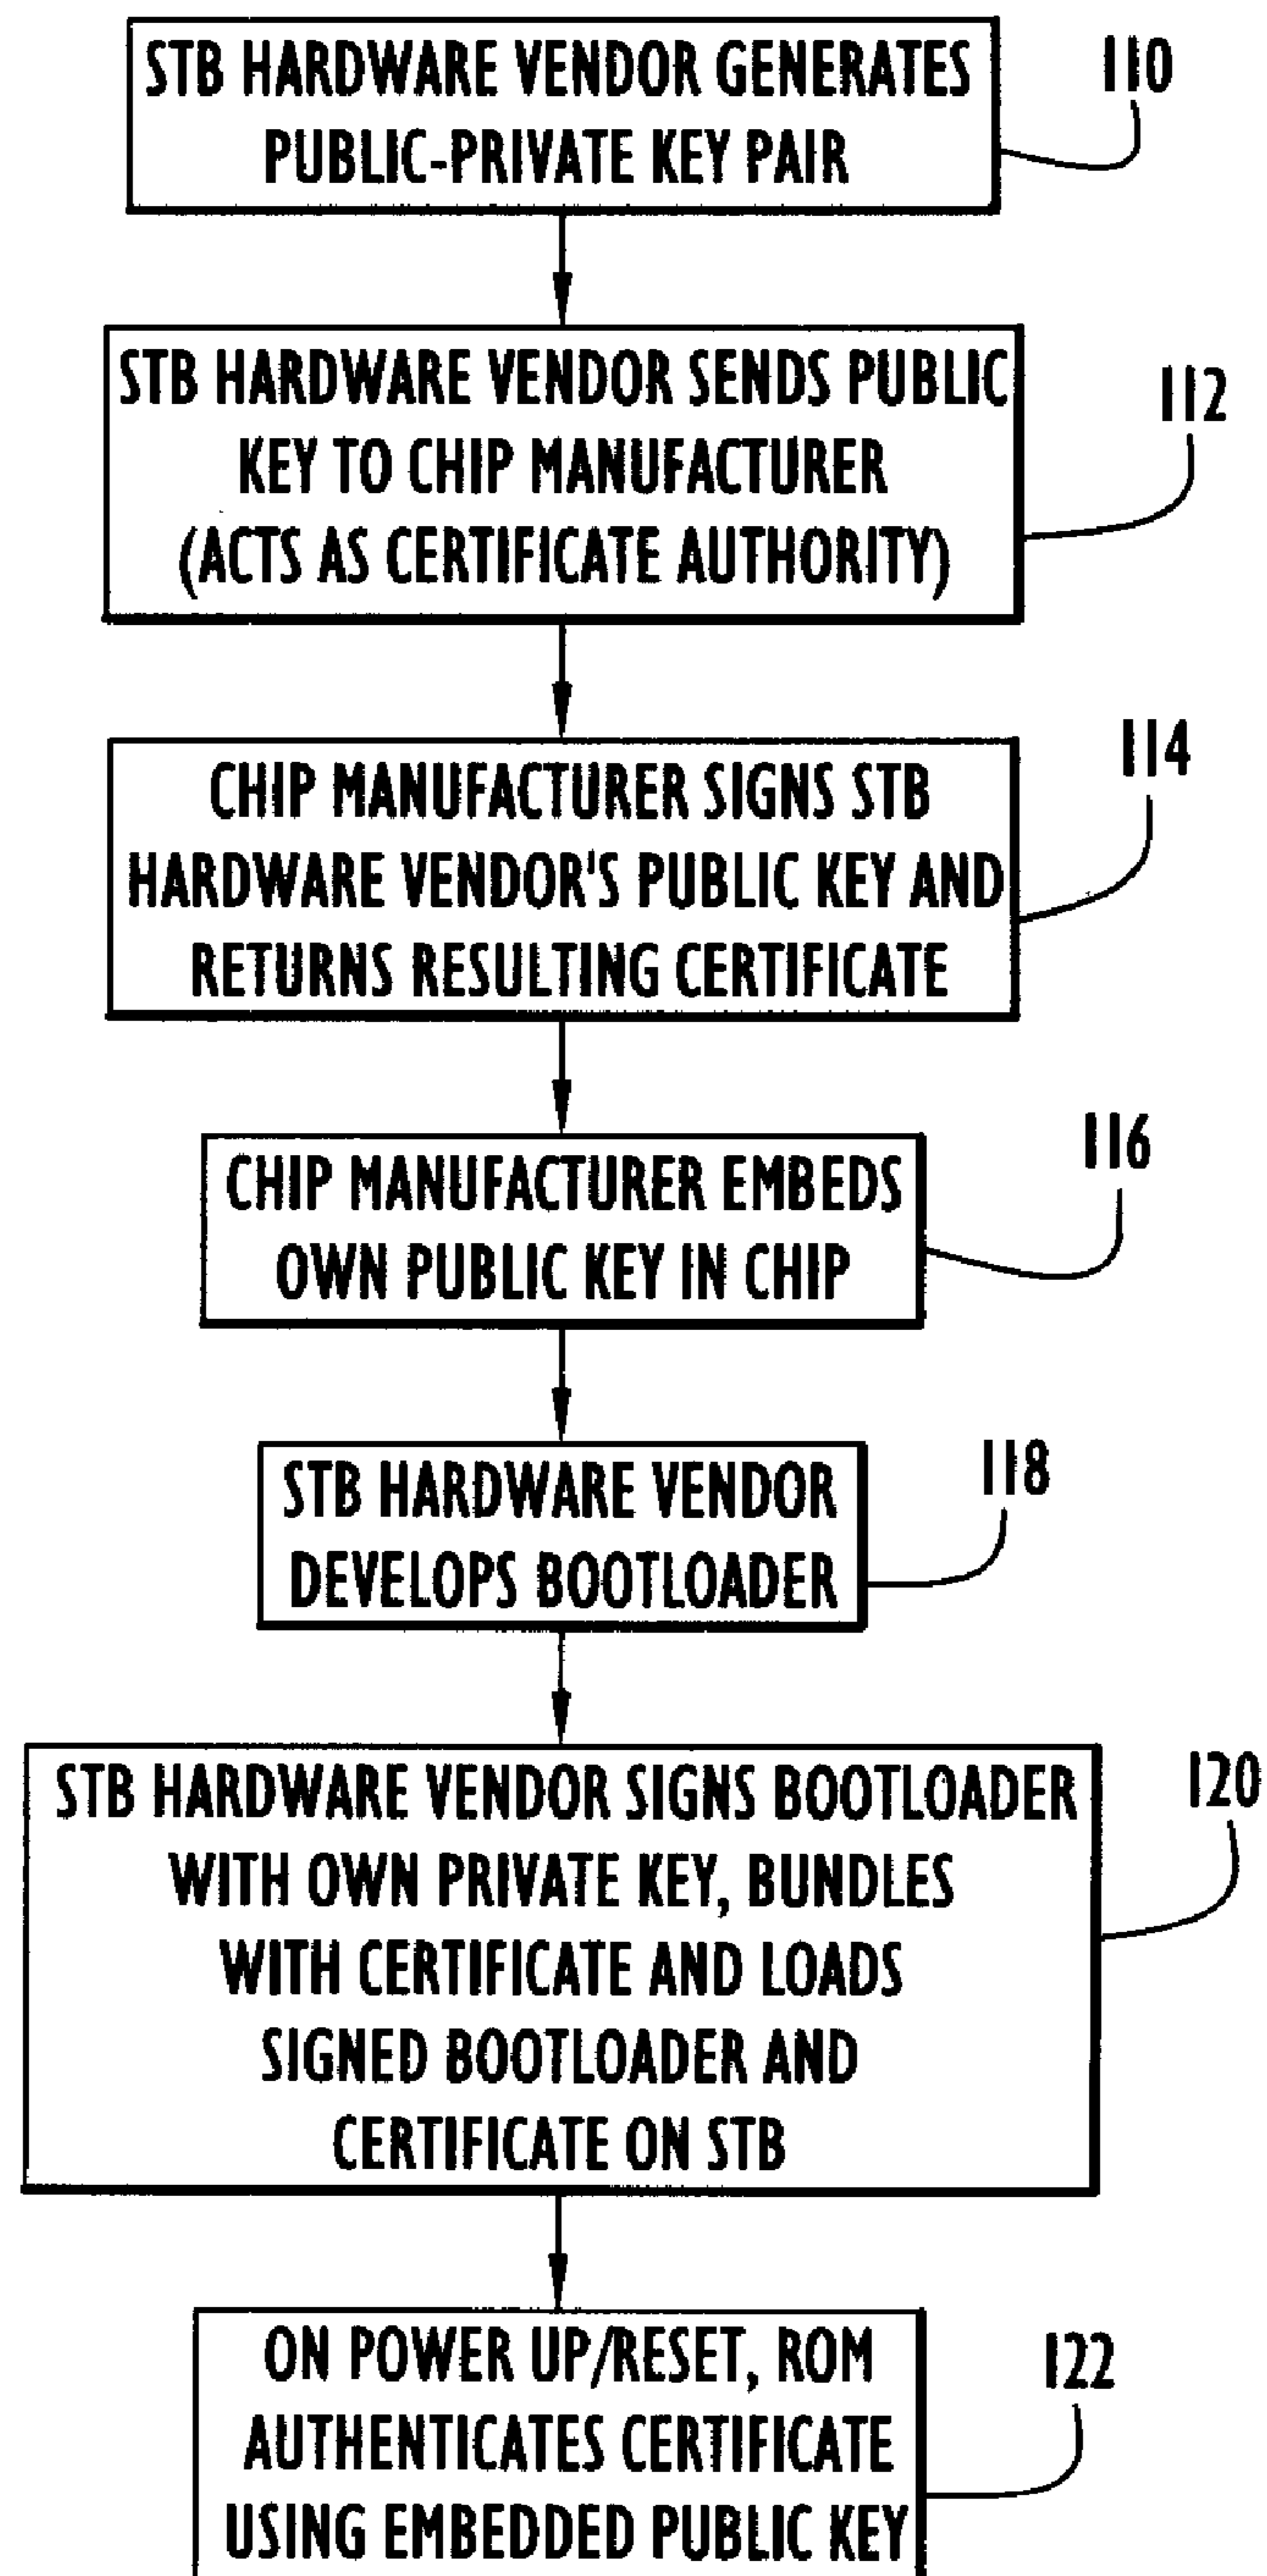 STB HARDWARE VENDOR GENERATES
PUBLIC-PRIVATE KEY PAIR
110
STB HARDWARE VENDOR SENDS PUBLIC
KEY TO CHIP MANUFACTURER
(ACTS AS CERTIFICATE AUTHORITY)
112
CHIP MANUFACTURER SIGNS STB
HARDWARE VENDOR'S PUBLIC KEY AND
RETURNS RESULTING CERTIFICATE
114
CHIP MANUFACTURER EMBEDS
OWN PUBLIC KEY IN CHIP
116
STB HARDWARE VENDOR
DEVELOPS BOOTLOADER
118
STB HARDWARE VENDOR SIGNS BOOTLOADER
WITH OWN PRIVATE KEY, BUNDLES
WITH CERTIFICATE AND LOADS
SIGNED BOOTLOADER AND
CERTIFICATE ON STB
120
ON POWER UP/RESET, ROM
AUTHENTICATES CERTIFICATE
USING EMBEDDED PUBLIC KEY
122